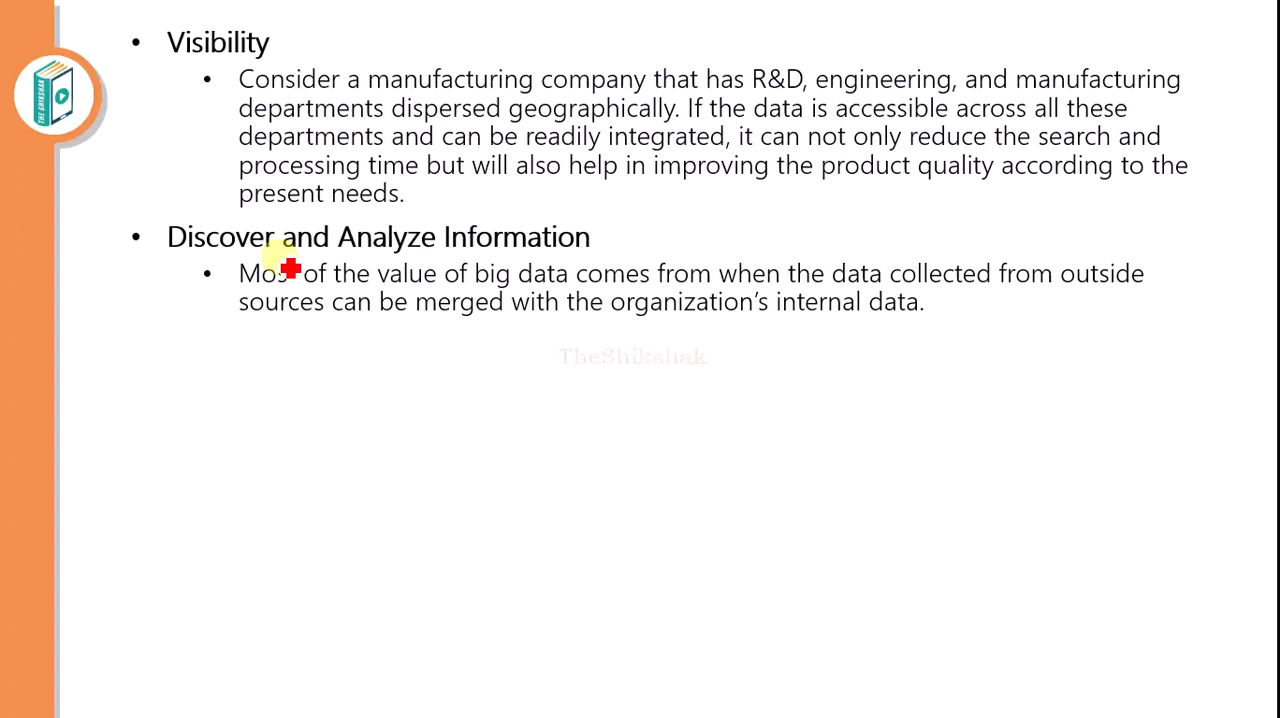 • Visibility
• Consider a manufacturing company that has R&D, engineering, and manufacturing
departments dispersed geographically. If the data is accessible across all these
departments and can be readily integrated, it can not only reduce the search and
processing time but will also help in improving the product quality according to the
present needs.
• Discover and Analyze Information
• Most of the value of big data comes from when the data collected from outside
sources can be merged with the organization's internal data.
TheShikshak
THE SHIKSHAK